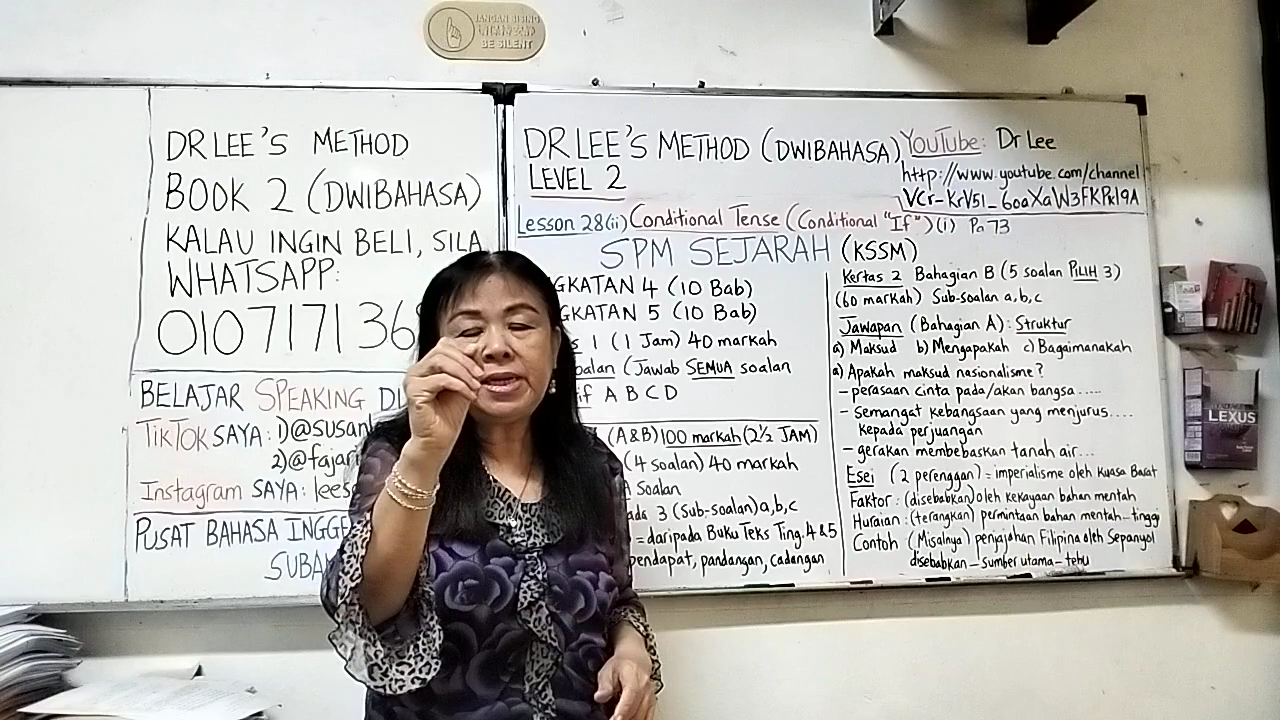 JANGAN BISING
BE SILENT
DR LEE'S METHOD
BOOK 2 (DWIBAHASA)
KALAU INGIN BELI, SILA
WHATSAPP:
010717136
BELAJAR SPEAKING DI
TIKTOK SAYA: 1)@susan
2)@fajar
Instagram SAYA: lees
PUSAT BAHASA INGGE
SUBA
DR LEE'S METHOD (DWIBAHASA)
LEVEL 2
YouTube: Dr Lee
http://www.youtube.com/channel
VCr-KrV5l_6oaXaW3FKPxl9A
Lesson 28(ii) Conditional Tense (Conditional "If") (i) Pg 73
SPM SEJARAH (KSSM)
GKATAN 4 (10 Bab)
GKATAN 5 (10 Bab)
s 1 (1 Jam) 40 markah
oalan (Jawab SEMUA soalan
if A B C D
(A&B) 100 markah (2½ JAM)
(4 soalan) 40 markah
A Soalan
ada 3 (Sub-soalan) a,b,c
= daripada Buku Teks Ting. 4 & 5
pendapat, pandangan, cadangan
Kertas 2 Bahagian B (5 soalan PILIH 3)
(60 markah) Sub-soalan a, b, c
Jawapan (Bahagian A): Struktur
a) Maksud b) Mengapakah c) Bagaimanakah
a) Apakah maksud nasionalisme?
- perasaan cinta pada/akan bangsa.....
- semangat kebangsaan yang menjurus....
kepada perjuangan
- gerakan membebaskan tanah air...
Esei (2 perenggan) = imperialisme oleh Kuasa Barat
Faktor: (disebabkan) oleh kekayaan bahan mentah
Huraian: (terangkan) permintaan bahan mentah - tinggi
Contoh (Misalnya) penjajahan Filipina oleh Sepanyol
disebabkan - sumber utama - tebu
LEXUS